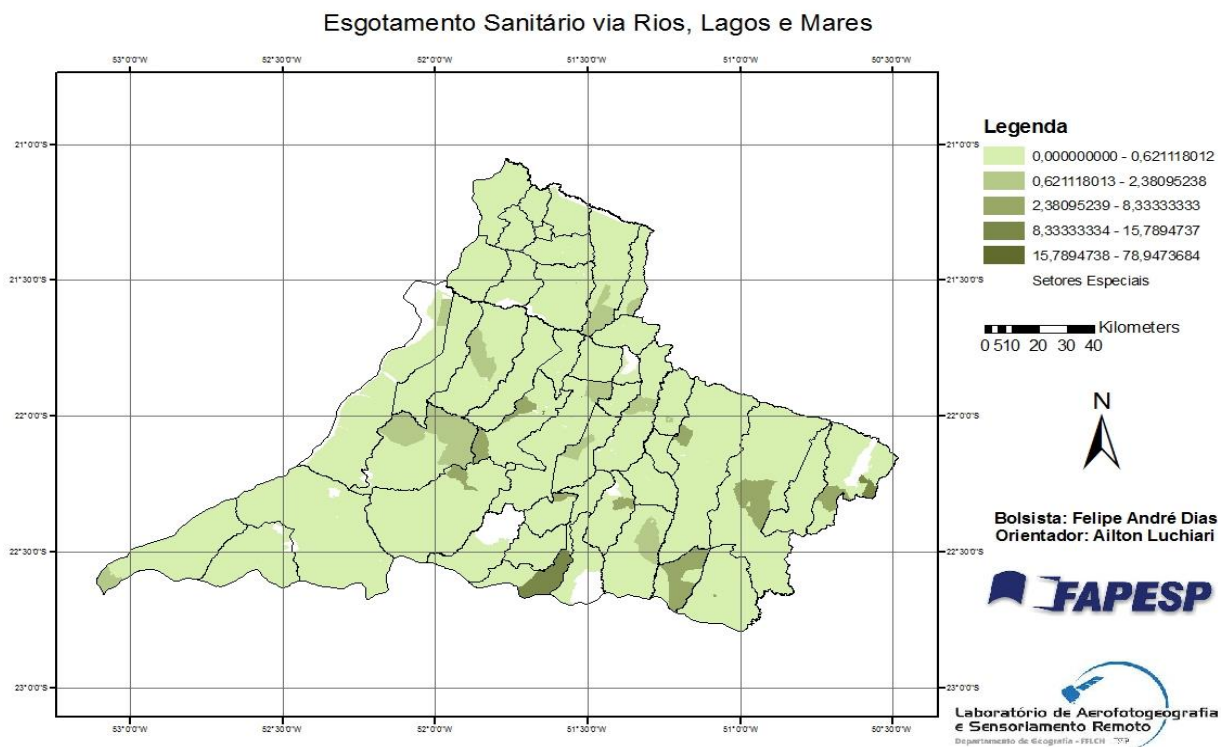 Esgotamento Sanitário via Rios, Lagos e Mares
53°0'0"W 52°30'0"W 52°0'0"W 51°30'0"W 51°0'0"W 50°30'0"W
21°0'0"S 21°0'0"S
21°30'0"S 21°30'0"S
22°0'0"S 22°0'0"S
22°30'0"S 22°30'0"S
23°0'0"S 23°0'0"S
53°0'0"W 52°30'0"W 52°0'0"W 51°30'0"W 51°0'0"W 50°30'0"W
Legenda
0,000000000 - 0,621118012
0,621118013 - 2,38095238
2,38095239 - 8,33333333
8,33333334 - 15,7894737
15,7894738 - 78,9473684
Setores Especiais
Kilometers
0 5 10 20 30 40
N
Bolsista: Felipe André Dias
Orientador: Ailton Luchiari
FAPESP
Laboratório de Aerofotogeografia
e Sensoriamento Remoto
Departamento de Geografia - FFLCH